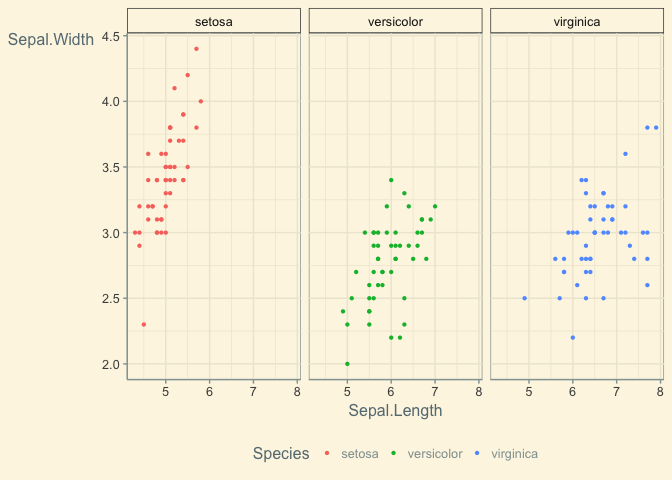 setosa versicolor virginica
Sepal.Width
4.5
4.0
3.5
3.0
2.5
2.0
5 6 7 8 5 6 7 8 5 6 7 8
Sepal.Length
Species setosa versicolor virginica